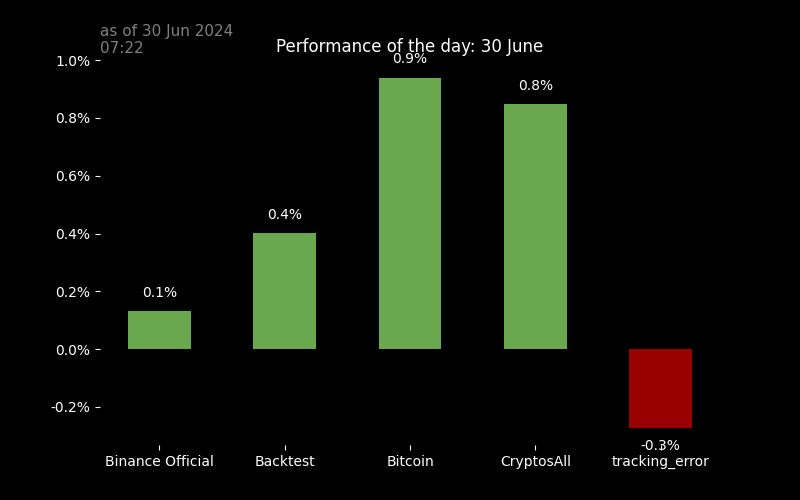 as of 30 Jun 2024
07:22
Performance of the day: 30 June
1.0%
0.8%
0.6%
0.4%
0.2%
0.0%
-0.2%
0.1%
0.4%
0.9%
0.8%
-0.3%
Binance Official
Backtest
Bitcoin
CryptosAll
tracking_error